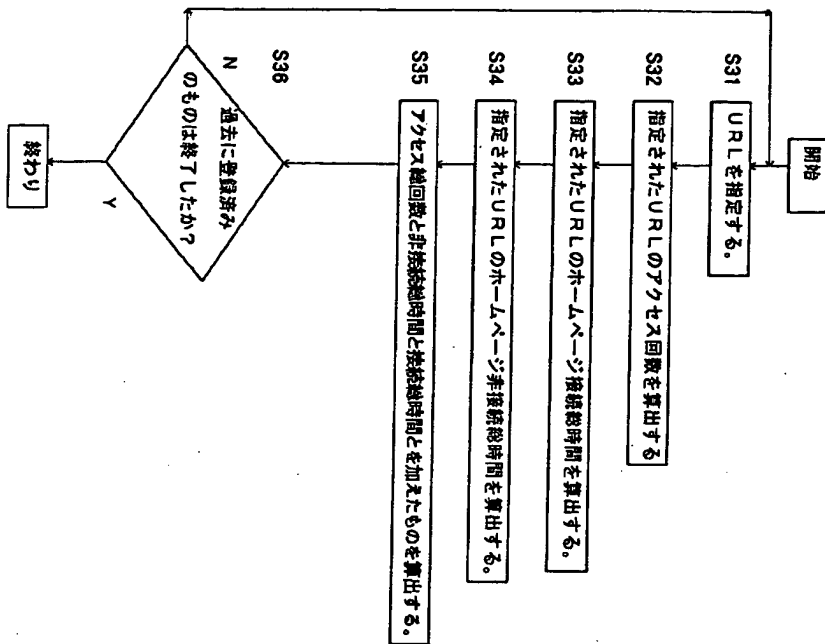 開始
S31
URLを指定する。
S32
指定されたURLのアクセス回数を算出する
S33
指定されたURLのホームページ接続総時間を算出する。
S34
指定されたURLのホームページ非接続総時間を算出する。
S35
アクセス総回数と非接続総時間と接続総時間とを加えたものを算出する。
S36
N
過去に登録済み
のものは終了したか?
Y
終わり